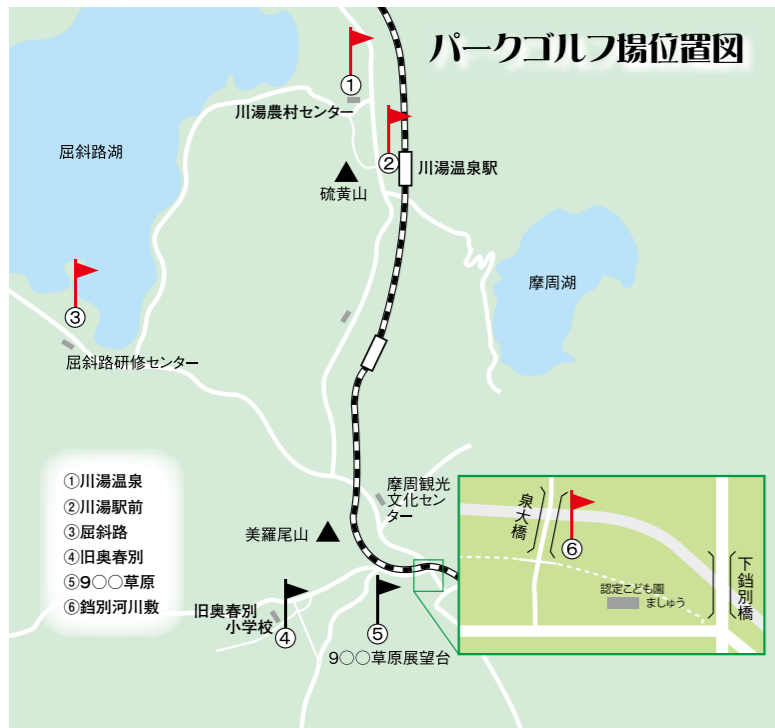 パークゴルフ場位置図
①
川湯農村センター
②
川湯温泉駅
屈斜路湖
硫黄山
摩周湖
③
屈斜路研修センター
①川湯温泉
②川湯駅前
③屈斜路
④旧奥春別
⑤9〇〇草原
⑥鐺別河川敷
摩周観光
文化セン
ター
美羅尾山
旧奥春別
小学校
④
⑤
9〇〇草原展望台
泉大橋
⑥
認定こども園
ましゅう
下鐺別橋